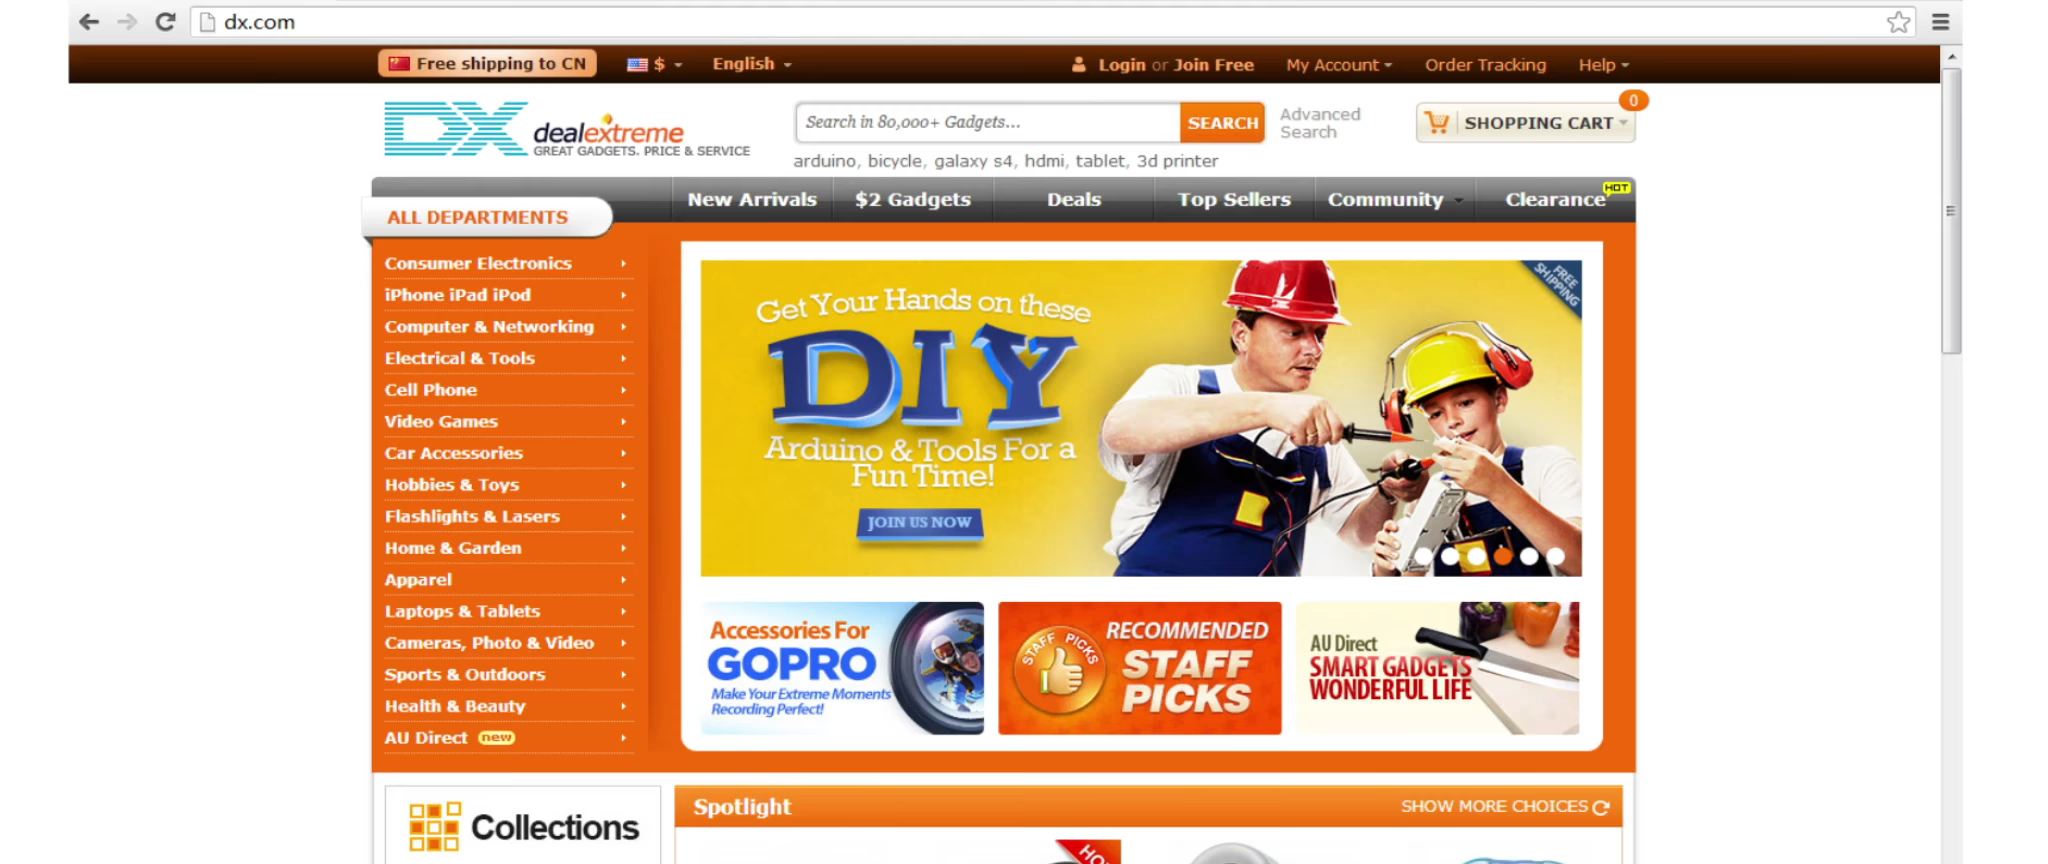 dx.com
Free shipping to CN
$
English
Login or Join Free
My Account
Order Tracking
Help
DX
dealextreme
GREAT GADGETS. PRICE & SERVICE
Search in 80,000+ Gadgets...
SEARCH
Advanced
Search
0
SHOPPING CART
arduino, bicycle, galaxy s4, hdmi, tablet, 3d printer
New Arrivals
$2 Gadgets
Deals
Top Sellers
Community
Clearance
HOT
ALL DEPARTMENTS
Consumer Electronics
iPhone iPad iPod
Computer & Networking
Electrical & Tools
Cell Phone
Video Games
Car Accessories
Hobbies & Toys
Flashlights & Lasers
Home & Garden
Apparel
Laptops & Tablets
Cameras, Photo & Video
Sports & Outdoors
Health & Beauty
AU Direct new
Get Your Hands on these
DIY
Arduino & Tools For a
Fun Time!
JOIN US NOW
FREE
SHIPPING
Accessories For
GOPRO
Make Your Extreme Moments
Recording Perfect!
STAFF PICKS
RECOMMENDED
STAFF
PICKS
AU Direct
SMART GADGETS
WONDERFUL LIFE
Collections
Spotlight
SHOW MORE CHOICES